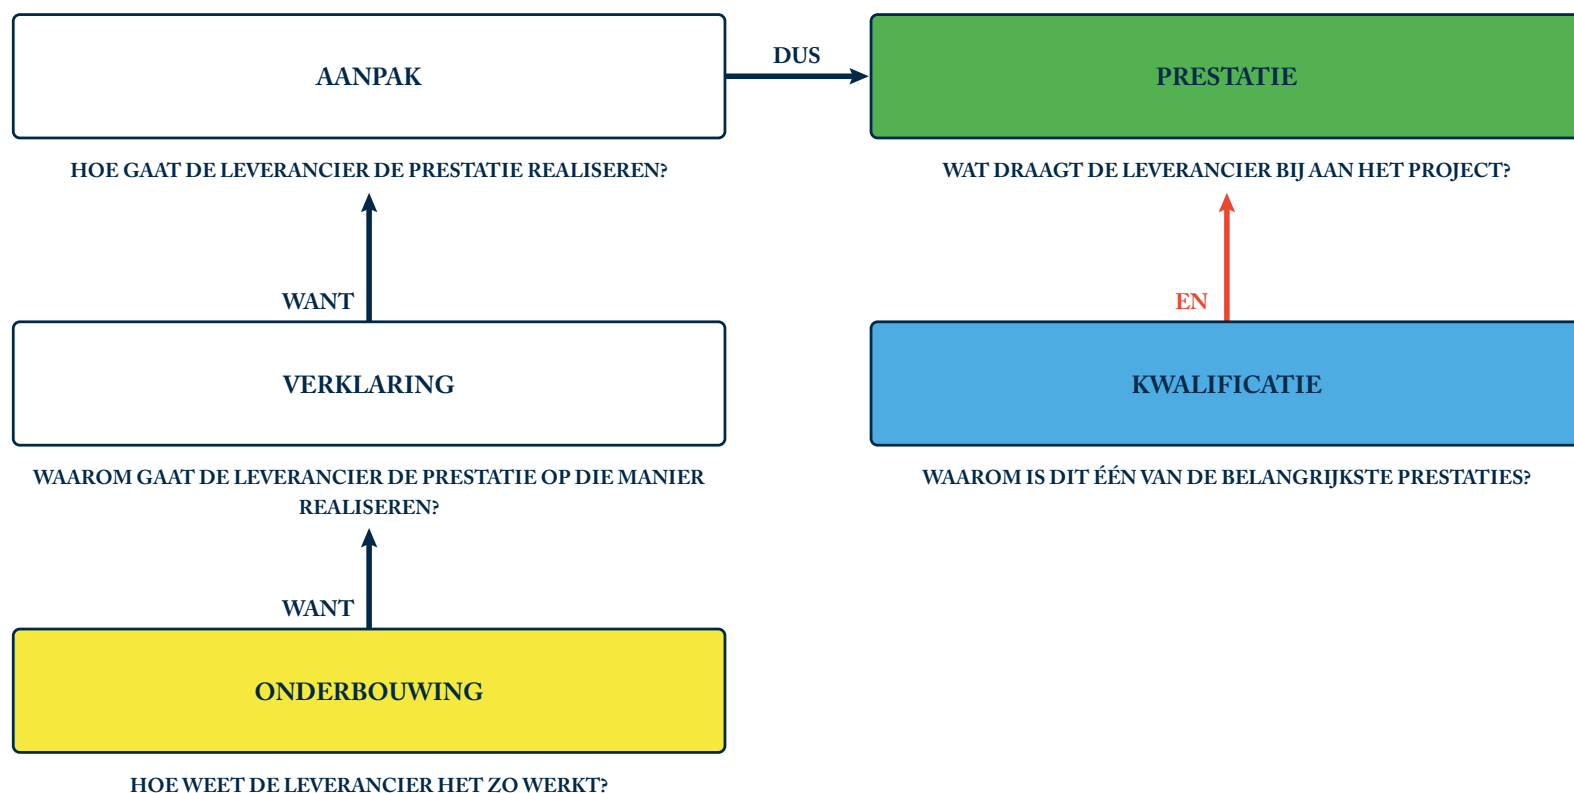 AANPAK
DUS
PRESTATIE
HOE GAAT DE LEVERANCIER DE PRESTATIE REALISEREN?
WAT DRAAGT DE LEVERANCIER BIJ AAN HET PROJECT?
WANT
EN
VERKLARING
KWALIFICATIE
WAAROM GAAT DE LEVERANCIER DE PRESTATIE OP DIE MANIER
REALISEREN?
WAAROM IS DIT ÉÉN VAN DE BELANGRIJKSTE PRESTATIES?
WANT
ONDERBOUWING
HOE WEET DE LEVERANCIER HET ZO WERKT?